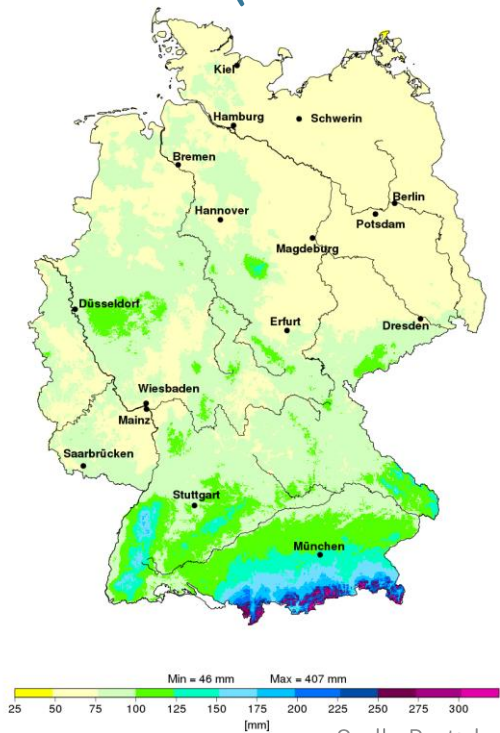 Kiel
Hamburg
Schwerin
Bremen
Berlin
Hannover
Potsdam
Magdeburg
Düsseldorf
Erfurt
Dresden
Wiesbaden
Mainz
Saarbrücken
Stuttgart
München
Min = 46 mm Max = 407 mm
25 50 75 100 125 150 175 200 225 250 275 300
[mm]